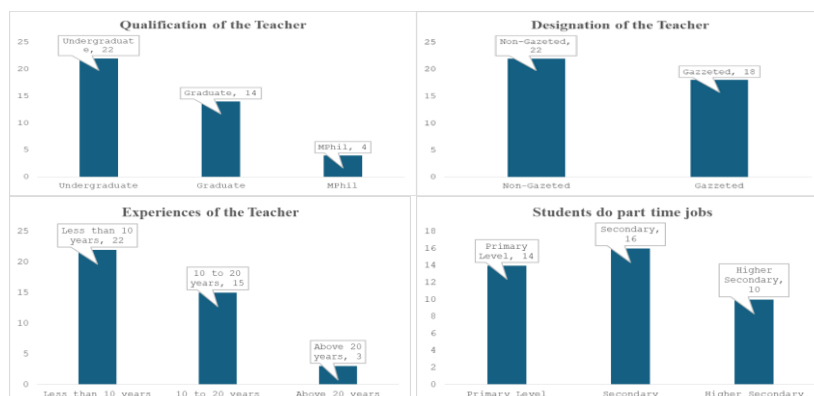 Qualification of the Teacher
25
20
15
10
5
0
Undergraduat
e, 22
Graduate, 14
MPhil, 4
Undergraduate
Graduate
MPhil
Designation of the Teacher
25
20
15
10
5
0
Non-Gazeted,
22
Gazzeted, 18
Non-Gazeted
Gazzeted
Experiences of the Teacher
25
20
15
10
5
0
Less than 10
years, 22
10 to 20
years, 15
Above 20
years, 3
Less than 10 years
10 to 20 years
Above 20 years
Students do part time jobs
18
16
14
12
10
8
6
4
2
0
Primary
Level, 14
Secondary,
16
Higher
Secondary,
10
Primary Level
Secondary
Higher Secondary